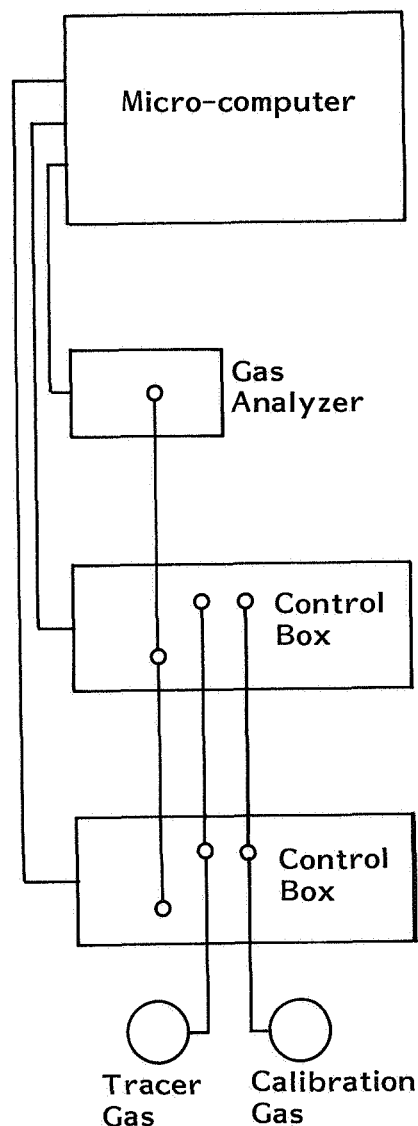 Micro-computer
Gas
Analyzer
Control
Box
Control
Box
Tracer
Gas
Calibration
Gas